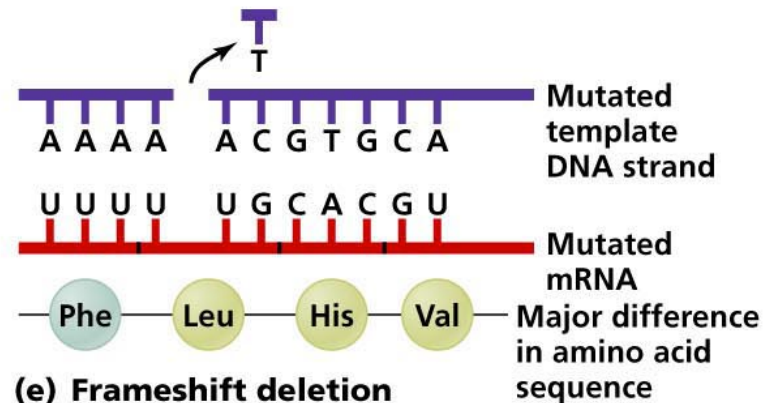 T
A A A A A C G T G C A
Mutated
template
DNA strand
U U U U U G C A C G U
Mutated
mRNA
Phe Leu His Val
Major difference
in amino acid
sequence
(e) Frameshift deletion